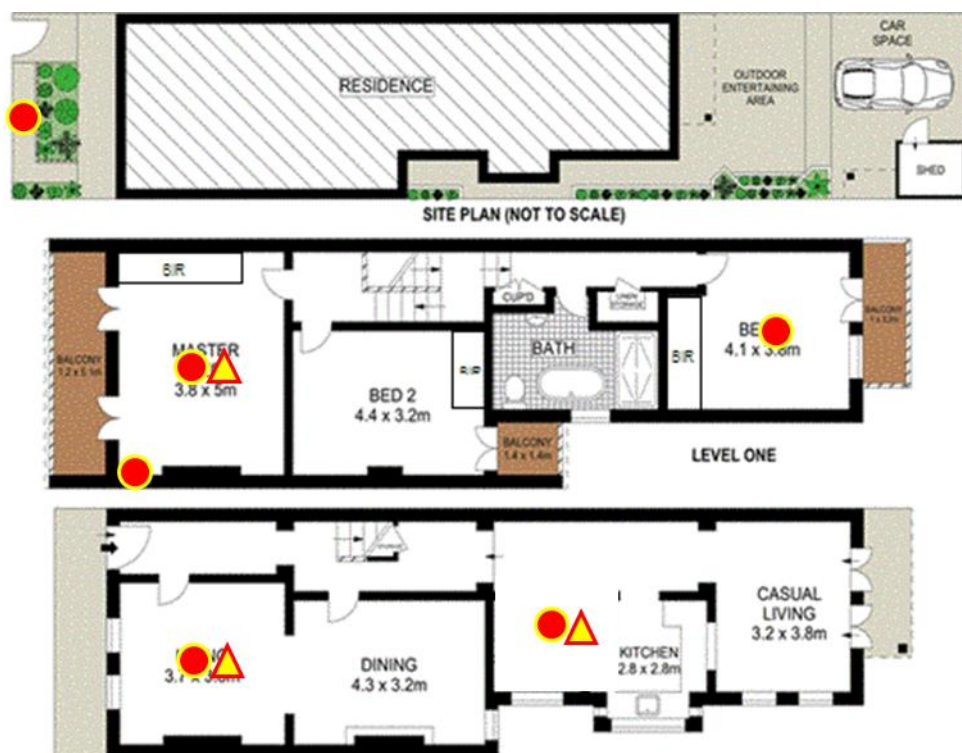 CAR
SPACE
RESIDENCE
OUTDOOR
ENTERTAINING
AREA
SHED
SITE PLAN (NOT TO SCALE)
BIR
CUP'D
LINEN
STORAGE
BALCONY
1.2 x 5.1m
MASTER
3.8 x 5m
BED 2
4.4 x 3.2m
BIR
BATH
BIR
BE
4.1 x 3.8m
BALCONY
BALCONY
1.4 x 1.4m
LEVEL ONE
CASUAL
LIVING
3.2 x 3.8m
DINING
4.3 x 3.2m
KITCHEN
2.8 x 2.8m